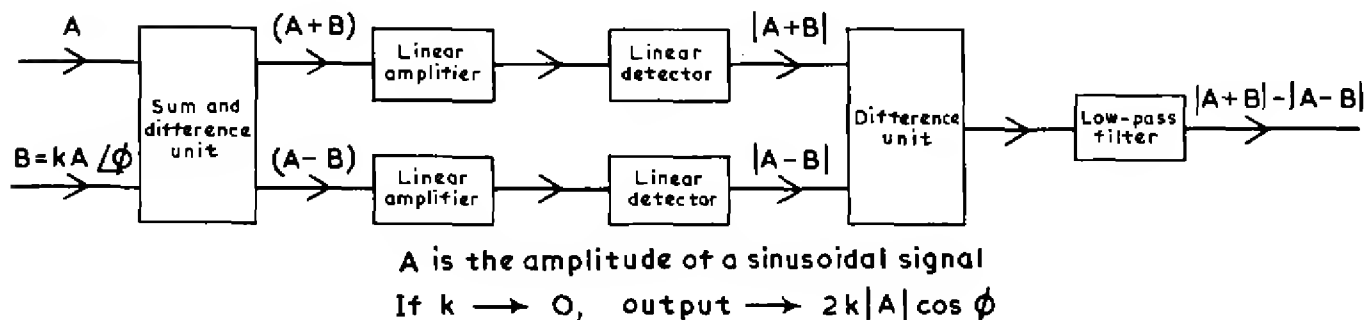 A
(A+B)
Linear
amplifier
Linear
detector
|A+B|
Sum and
difference
unit
Difference
unit
Low-pass
filter
|A+B|-|A-B|
B=kA ∠ϕ
(A-B)
Linear
amplifier
Linear
detector
|A-B|
A is the amplitude of a sinusoidal signal
If k → 0, output → 2k|A| cos ϕ